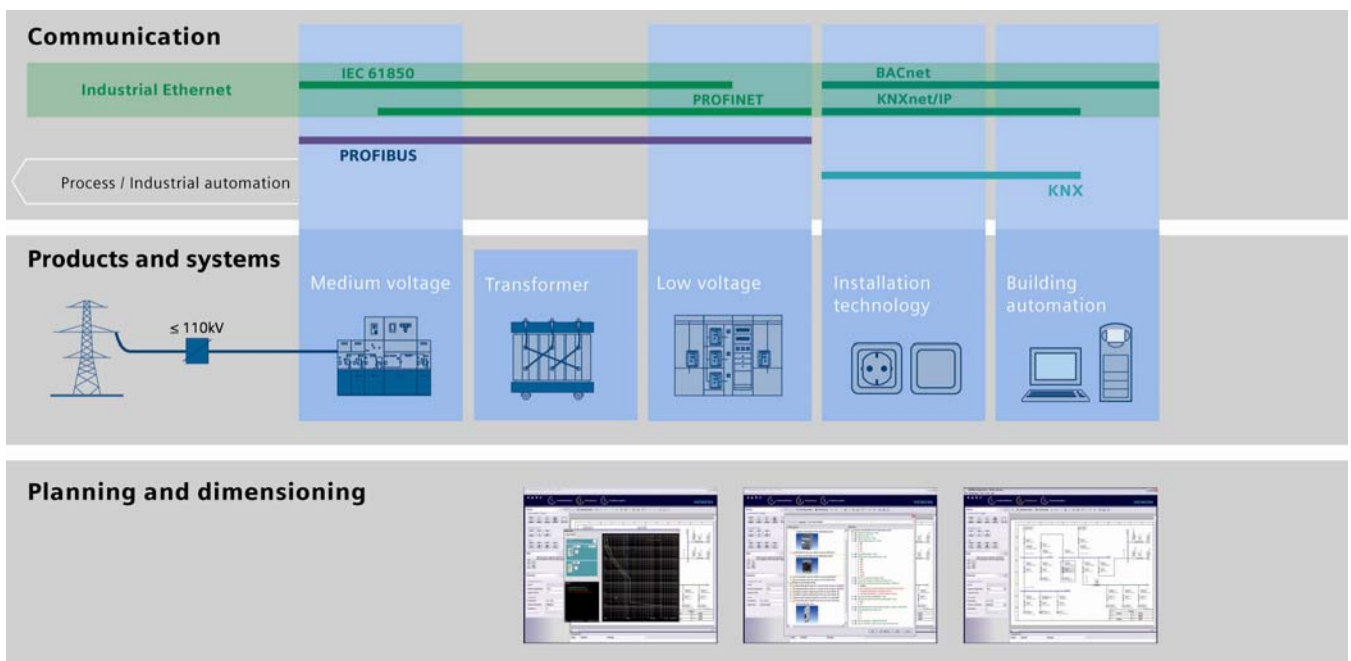 Communication
IEC 61850
BACnet
Industrial Ethernet
PROFINET
KNXnet/IP
PROFIBUS
Process / Industrial automation
KNX
Products and systems
Medium voltage
Transformer
Low voltage
Installation
technology
Building
automation
≤ 110kV
Planning and dimensioning